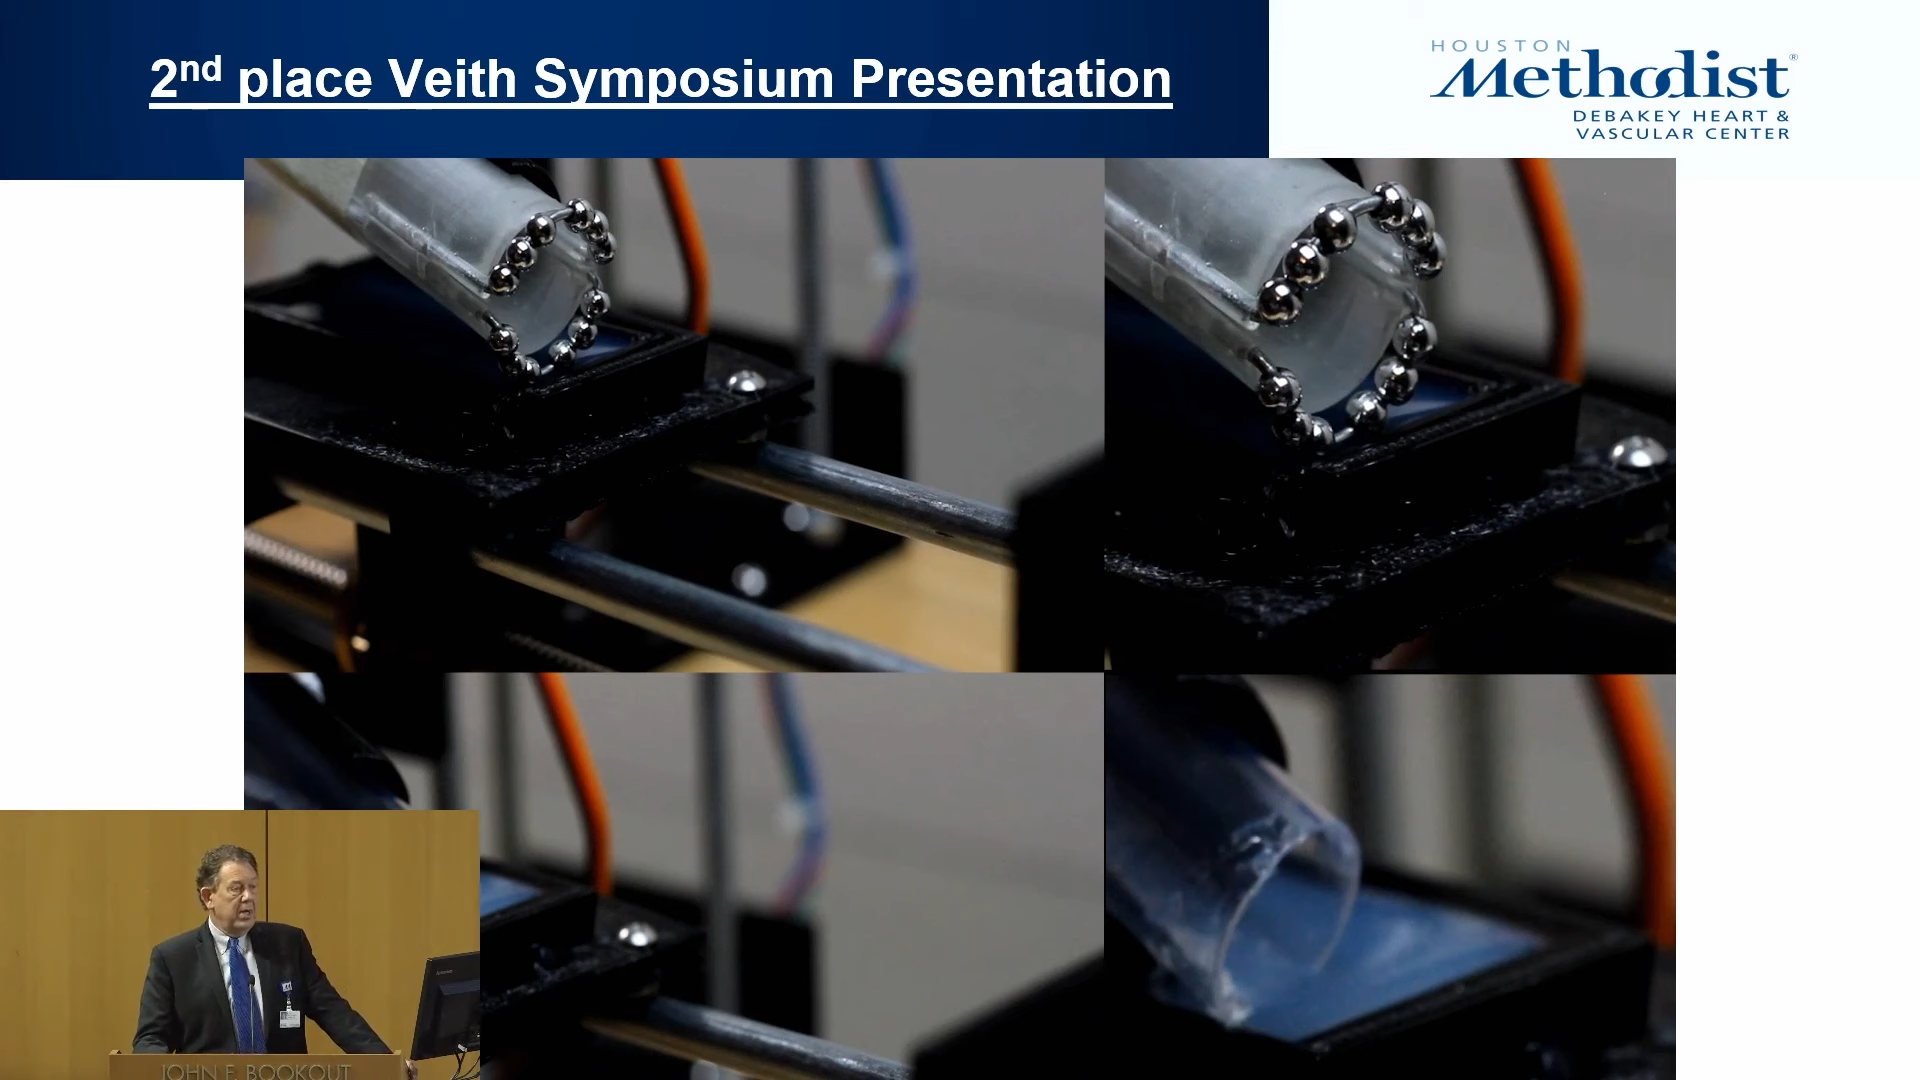 2nd place Veith Symposium Presentation
HOUSTON
Methodist®
DEBAKEY HEART &
VASCULAR CENTER
JOHN F. BOOKOUT